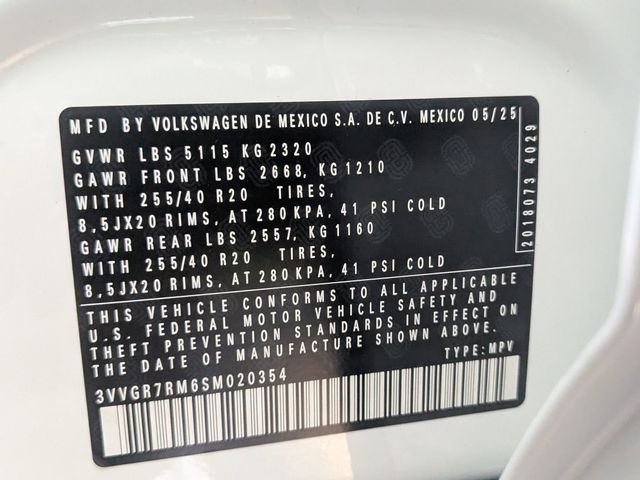 MFD BY VOLKSWAGEN DE MEXICO S.A. DE C.V. MEXICO 05/25
GVWR LBS 5115 KG 2320
GAWR FRONT LBS 2668, KG 1210
WITH 255/40 R20 TIRES,
8,5JX20 RIMS, AT 280 KPA, 41 PSI COLD
GAWR REAR LBS 2557, KG 1160
WITH 255/40 R20 TIRES,
8,5JX20 RIMS, AT 280 KPA, 41 PSI COLD
2018073 4029
THIS VEHICLE CONFORMS TO ALL APPLICABLE
U.S. FEDERAL MOTOR VEHICLE SAFETY AND
THEFT PREVENTION STANDARDS IN EFFECT ON
THE DATE OF MANUFACTURE SHOWN ABOVE.
3VVGR7RM6SM020354 TYPE: MPV